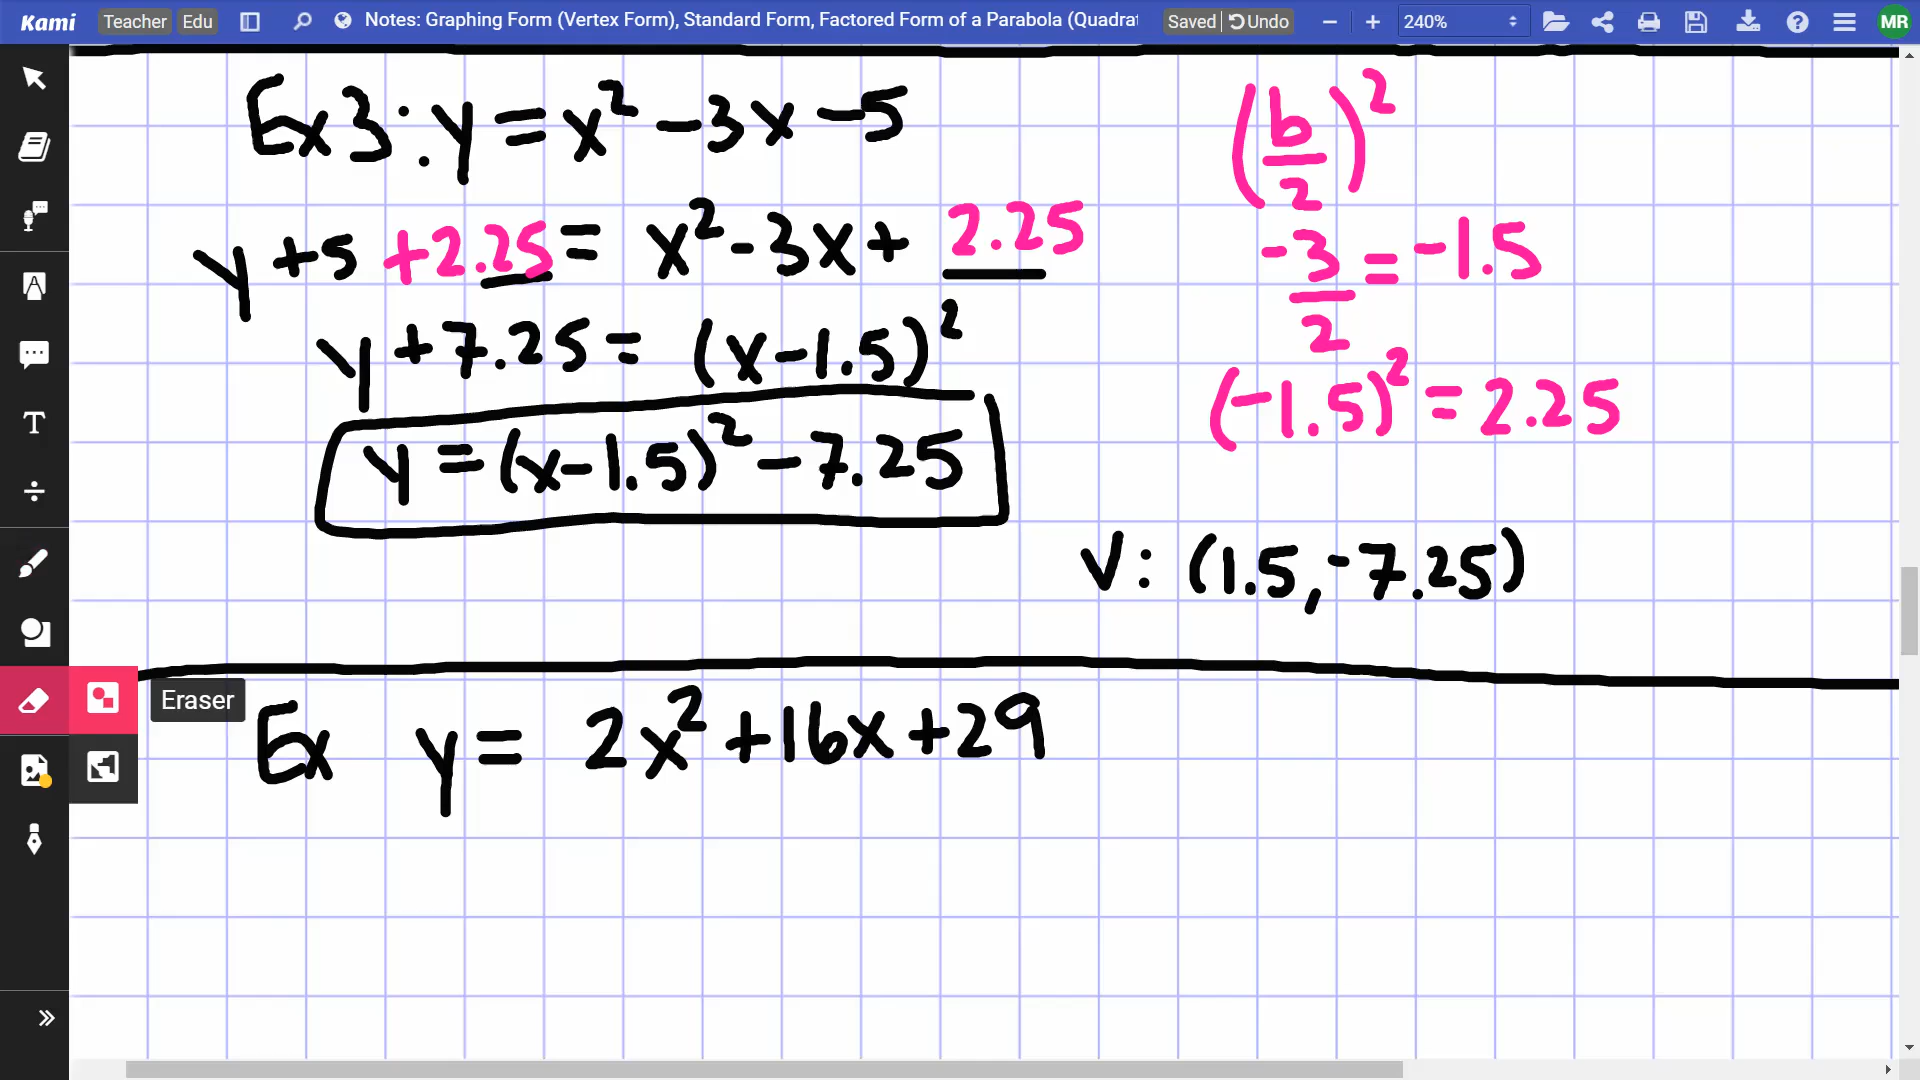 Kami Teacher Edu Notes: Graphing Form (Vertex Form), Standard Form, Factored Form of a Parabola (Quadrat Saved Undo 240% MR
Ex 3: y = x² - 3x - 5
y + 5 + 2.25 = x² - 3x + 2.25
y + 7.25 = (x - 1.5)²
y = (x - 1.5)² - 7.25
(b/2)²
-3/2 = -1.5
(-1.5)² = 2.25
V: (1.5, -7.25)
Eraser
Ex y = 2x² + 16x + 29